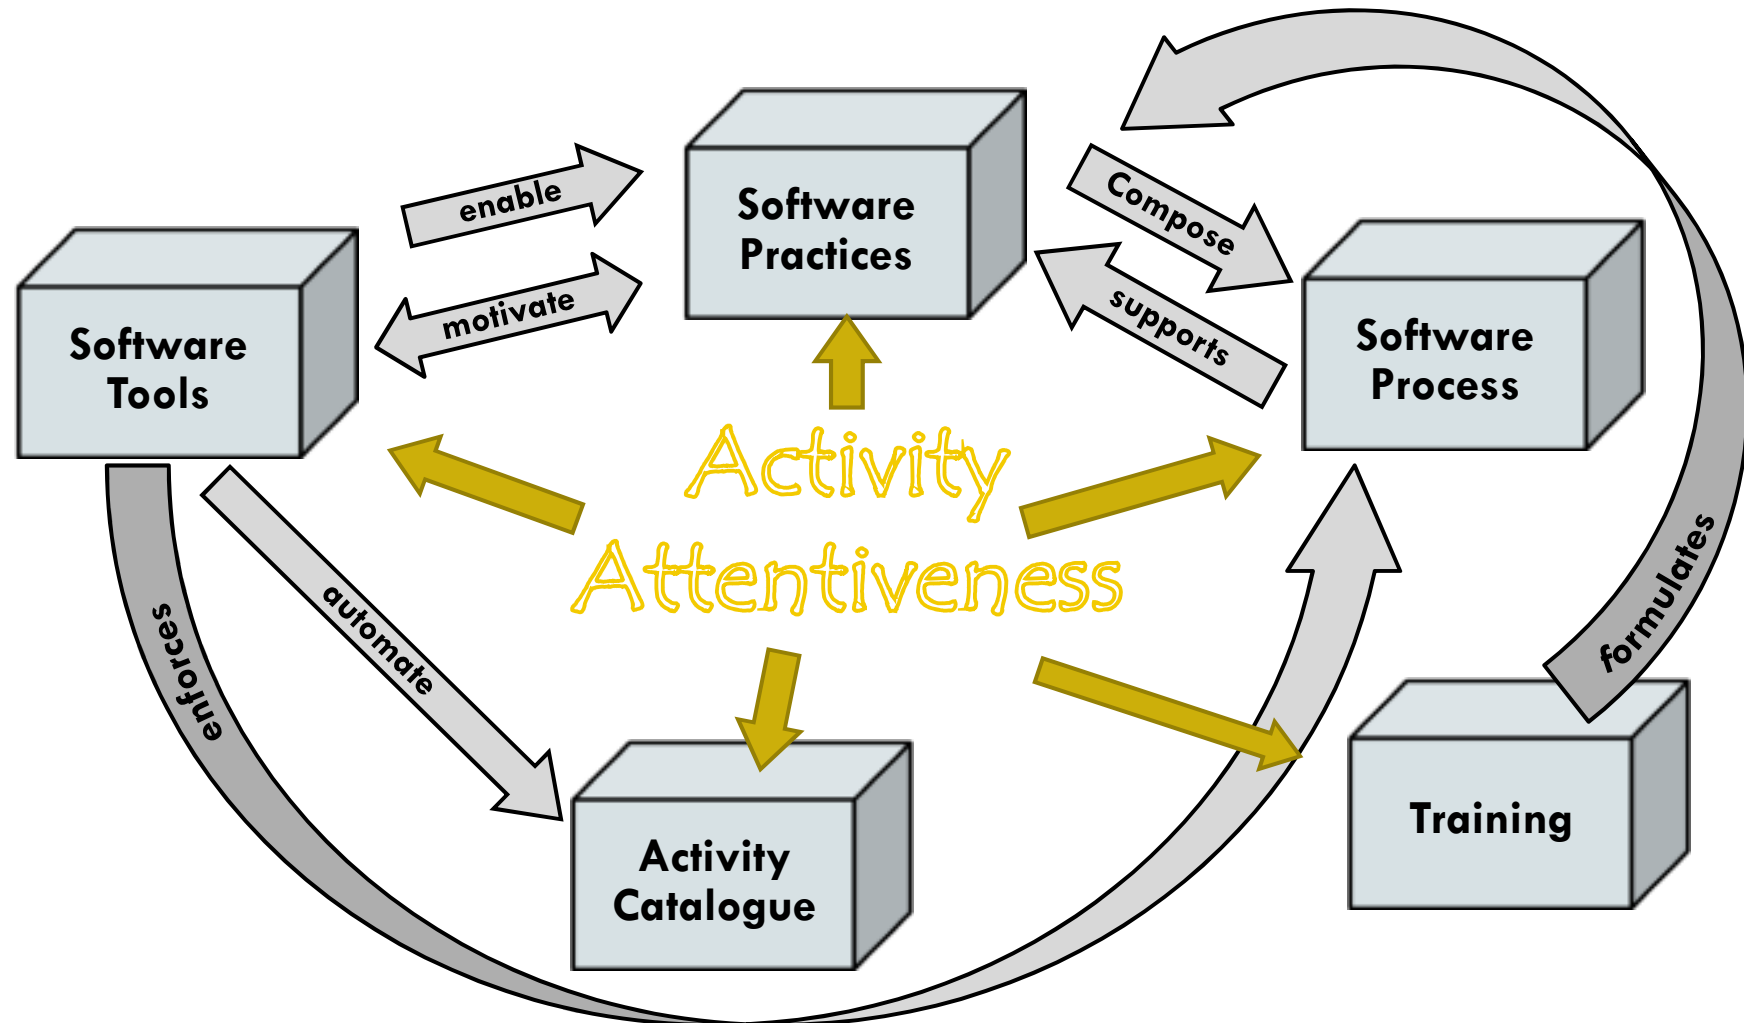 Software
Practices
enable
Compose
motivate
supports
Software
Tools
Software
Process
Activity
Attentiveness
formulates
automate
enforces
Training
Activity
Catalogue